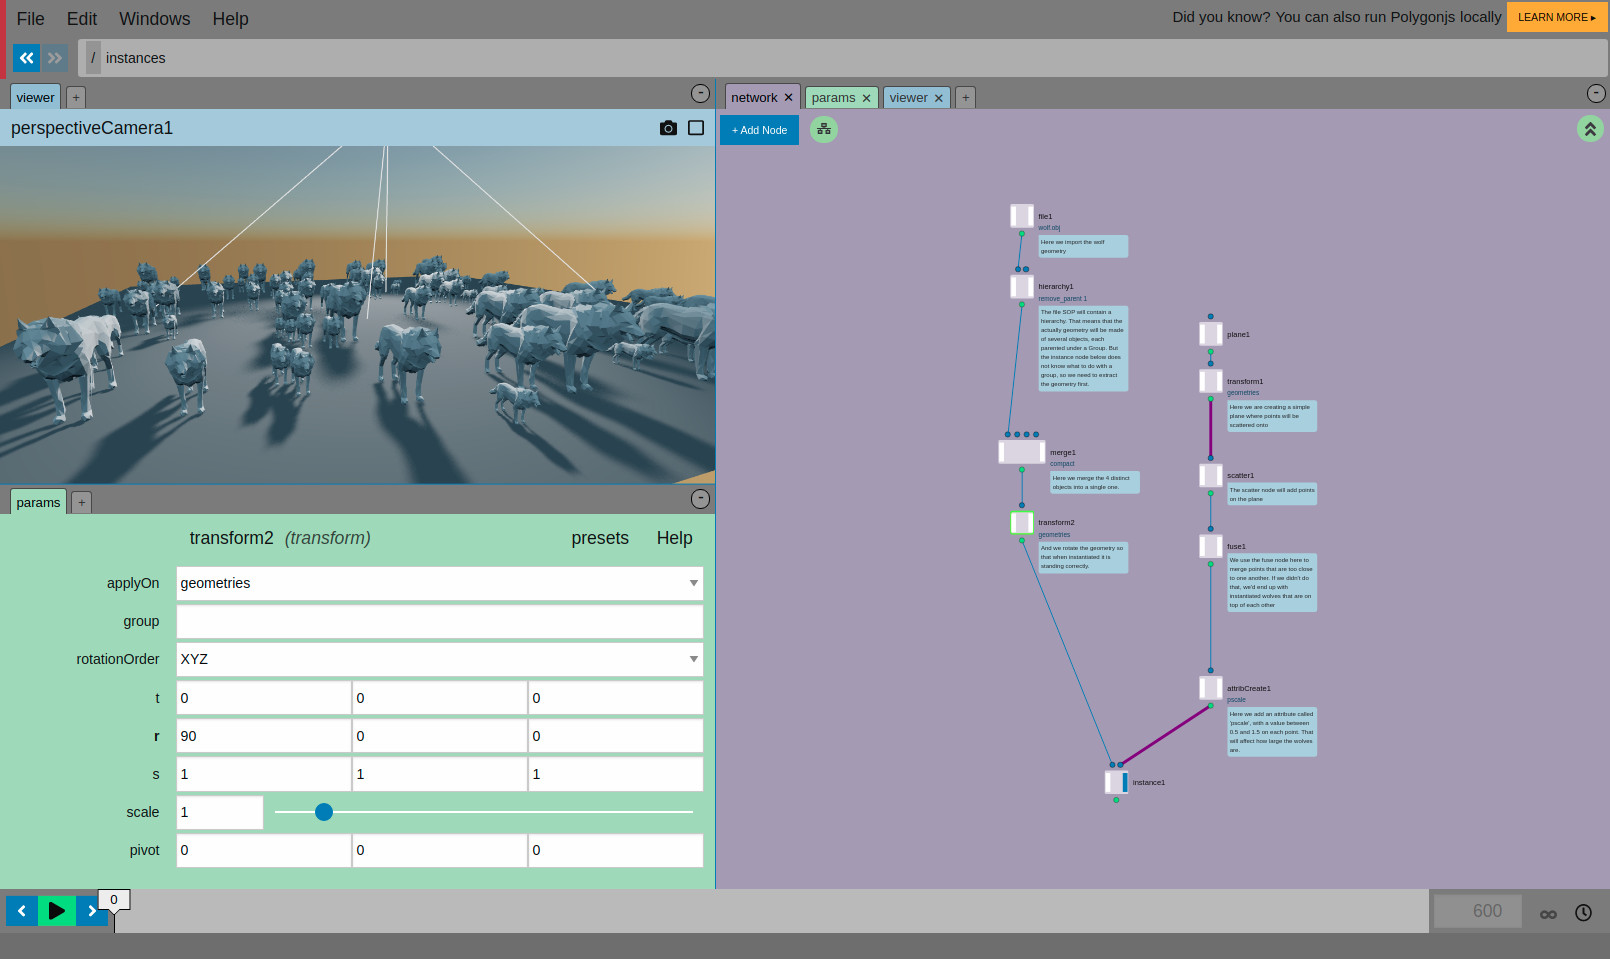 File Edit Windows Help
Did you know? You can also run Polygonjs locally
LEARN MORE ▸
/ instances
viewer +
-
perspectiveCamera1
params +
-
transform2 (transform) presets Help
applyOn geometries
group
rotationOrder XYZ
t 0 0 0
r 90 0 0
s 1 1 1
scale 1
pivot 0 0 0
network ✕ params ✕ viewer ✕ +
-
+ Add Node
file1
wolf.obj
Here we import the wolf
geometry
hierarchy1
remove_parent 1
The file SOP will contain a
hierarchy. That means that the
actually geometry will be made
of several objects, each
parented under a Group. But
the instance node below does
not know what to do with a
group, so we need to extract
the geometry first.
merge1
compact
Here we merge the 4 distinct
objects into a single one.
transform2
geometries
And we rotate the geometry so
that when instantiated it is
standing correctly.
plane1
transform1
geometries
Here we are creating a simple
plane where points will be
scattered onto
scatter1
The scatter node will add points
on the plane
fuse1
We use the fuse node here to
merge points that are too close
to one another. If we didn't do
that, we'd end up with
instantiated wolves that are on
top of each other
attribCreate1
pscale
Here we add an attribute called
'pscale', with a value between
0.5 and 1.5 on each point. That
will affect how large the wolves
are.
instance1
0
600